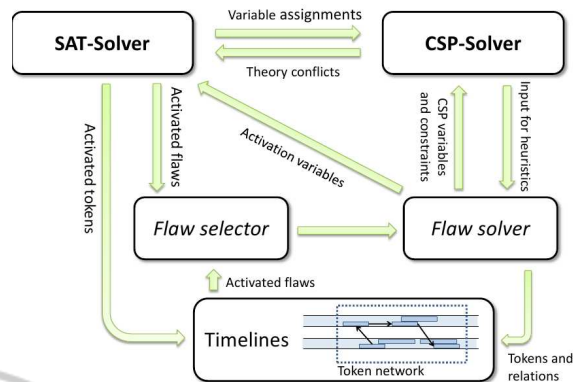 Variable assignments
SAT-Solver
CSP-Solver
Theory conflicts
Activated tokens
Activated flaws
Activation variables
CSP variables
and constraints
Input for heuristics
Flaw selector
Flaw solver
Activated flaws
Timelines
Token network
Tokens and
relations